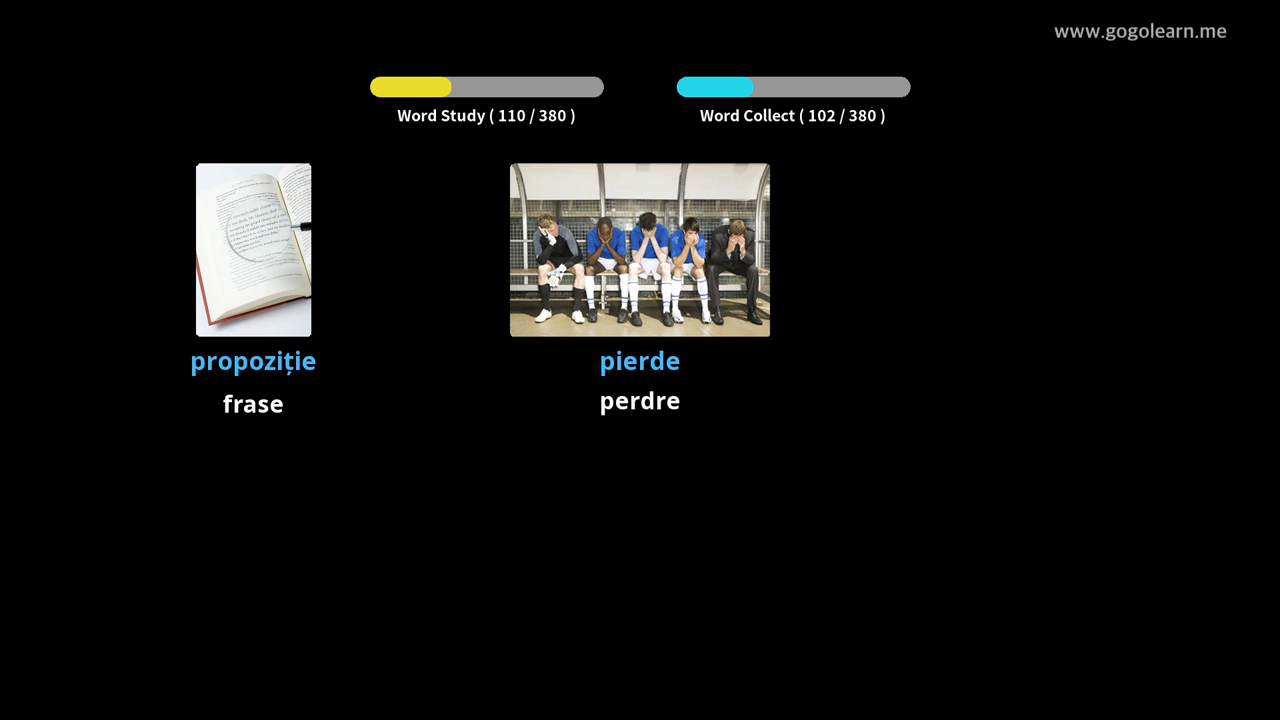 www.gogolearn.me
Word Study ( 110 / 380 )
Word Collect ( 102 / 380 )
propoziție
frase
pierde
perdre